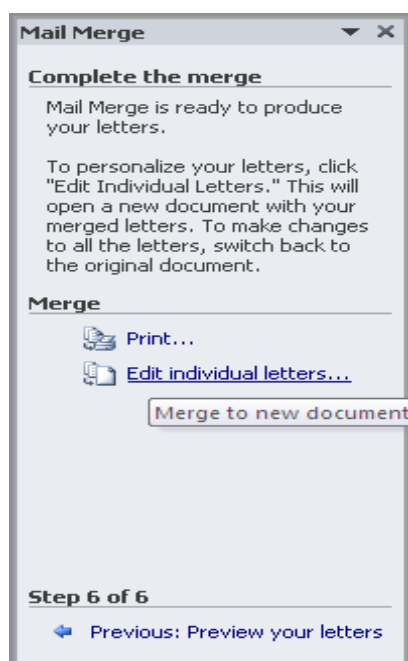 Mail Merge
Complete the merge
Mail Merge is ready to produce
your letters.
To personalize your letters, click
"Edit Individual Letters." This will
open a new document with your
merged letters. To make changes
to all the letters, switch back to
the original document.
Merge
Print...
Edit individual letters...
Merge to new document
Step 6 of 6
Previous: Preview your letters